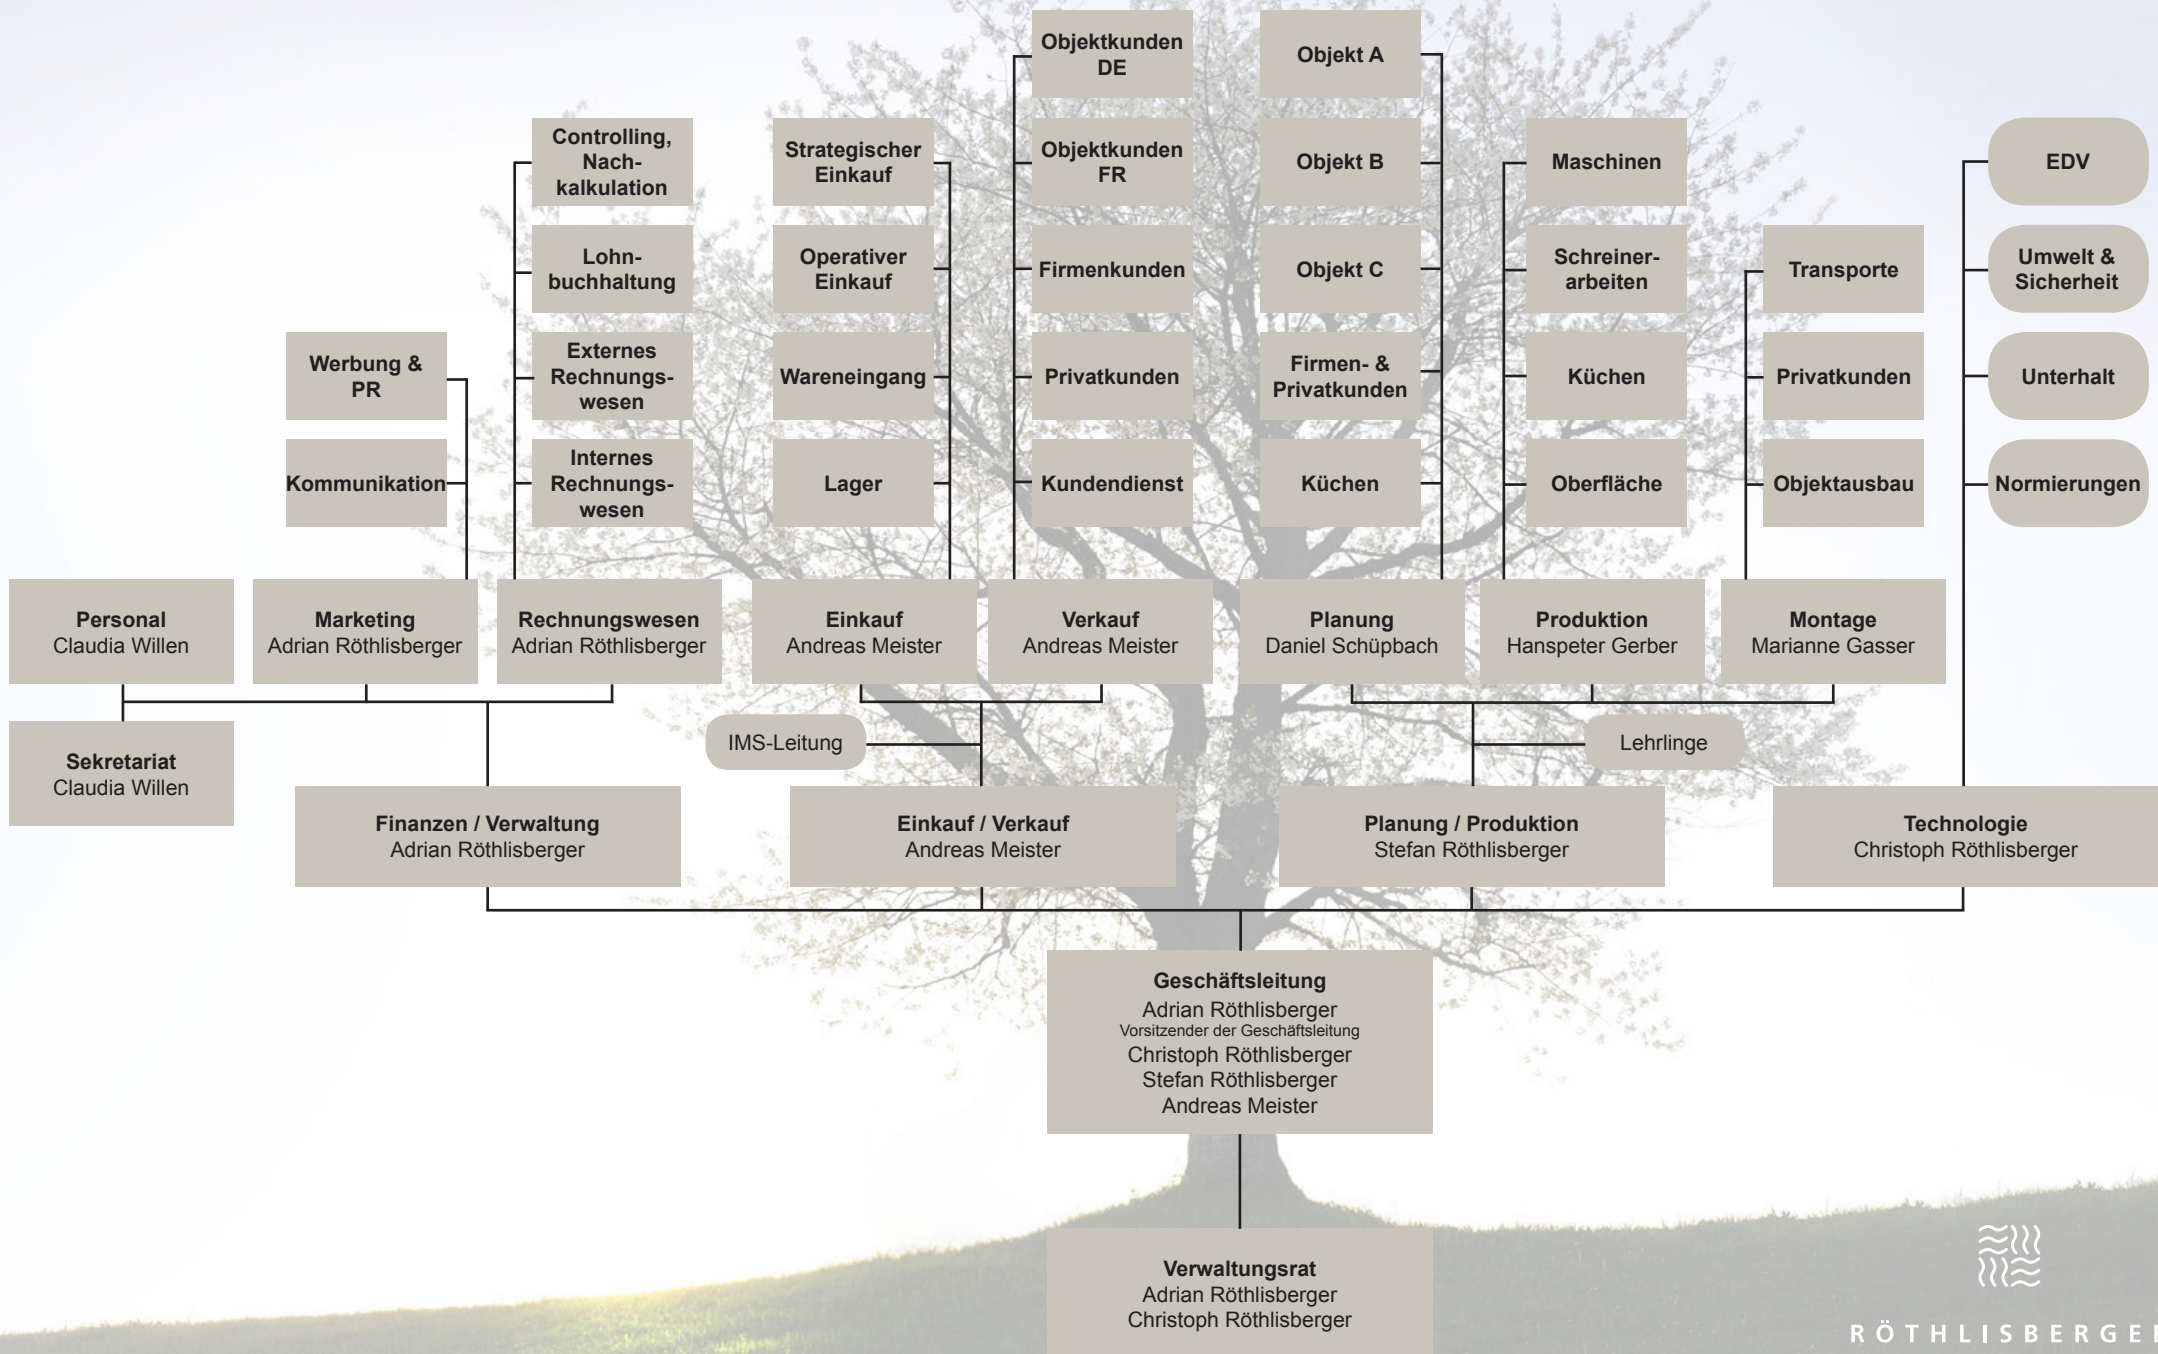 Objektkunden
DE
Objekt A
Controlling,
Nach-
kalkulation
Strategischer
Einkauf
Objektkunden
FR
Objekt B
Maschinen
EDV
Lohn-
buchhaltung
Operativer
Einkauf
Firmenkunden
Objekt C
Schreiner-
arbeiten
Transporte
Umwelt &
Sicherheit
Werbung &
PR
Externes
Rechnungs-
wesen
Wareneingang
Privatkunden
Firmen- &
Privatkunden
Küchen
Privatkunden
Unterhalt
Kommunikation
Internes
Rechnungs-
wesen
Lager
Kundendienst
Küchen
Oberfläche
Objektausbau
Normierungen
Personal
Claudia Willen
Marketing
Adrian Röthlisberger
Rechnungswesen
Adrian Röthlisberger
Einkauf
Andreas Meister
Verkauf
Andreas Meister
Planung
Daniel Schüpbach
Produktion
Hanspeter Gerber
Montage
Marianne Gasser
Sekretariat
Claudia Willen
IMS-Leitung
Lehrlinge
Finanzen / Verwaltung
Adrian Röthlisberger
Einkauf / Verkauf
Andreas Meister
Planung / Produktion
Stefan Röthlisberger
Technologie
Christoph Röthlisberger
Geschäftsleitung
Adrian Röthlisberger
Vorsitzender der Geschäftsleitung
Christoph Röthlisberger
Stefan Röthlisberger
Andreas Meister
Verwaltungsrat
Adrian Röthlisberger
Christoph Röthlisberger
RÖTHLISBERGER